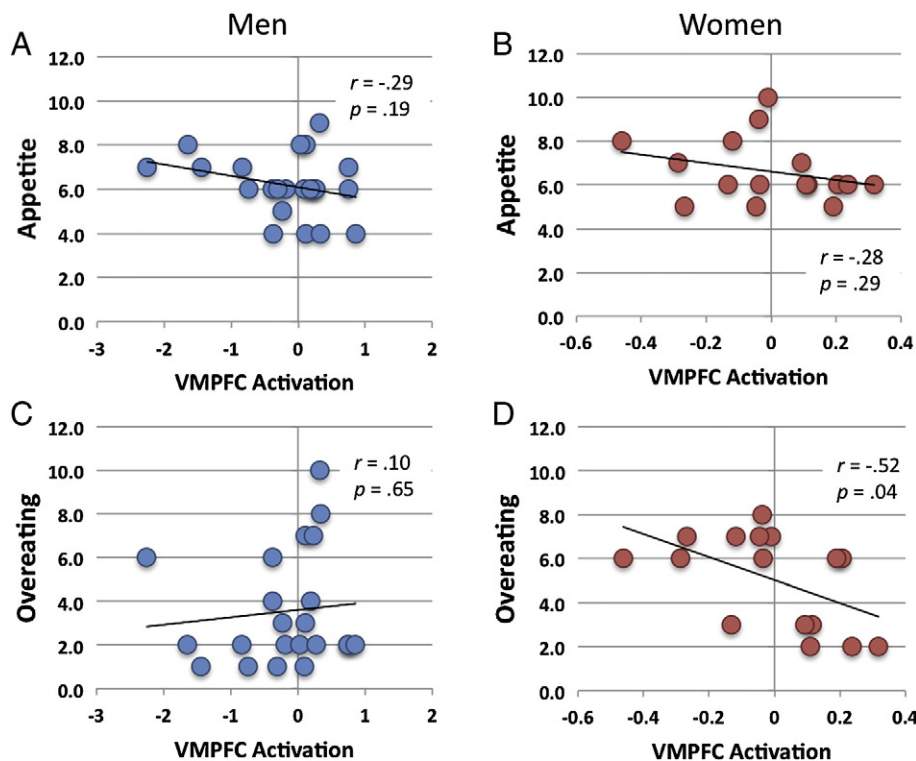 Men
Women
A
B
12.0
10.0
8.0
6.0
4.0
2.0
0.0
Appetite
r = -.29
p = .19
-3
-2
-1
0
1
2
VMPFC Activation
12.0
10.0
8.0
6.0
4.0
2.0
0.0
Appetite
r = -.28
p = .29
-0.6
-0.4
-0.2
0
0.2
0.4
VMPFC Activation
C
D
12.0
10.0
8.0
6.0
4.0
2.0
0.0
Overeating
r = .10
p = .65
-3
-2
-1
0
1
2
VMPFC Activation
12.0
10.0
8.0
6.0
4.0
2.0
0.0
Overeating
r = -.52
p = .04
-0.6
-0.4
-0.2
0
0.2
0.4
VMPFC Activation